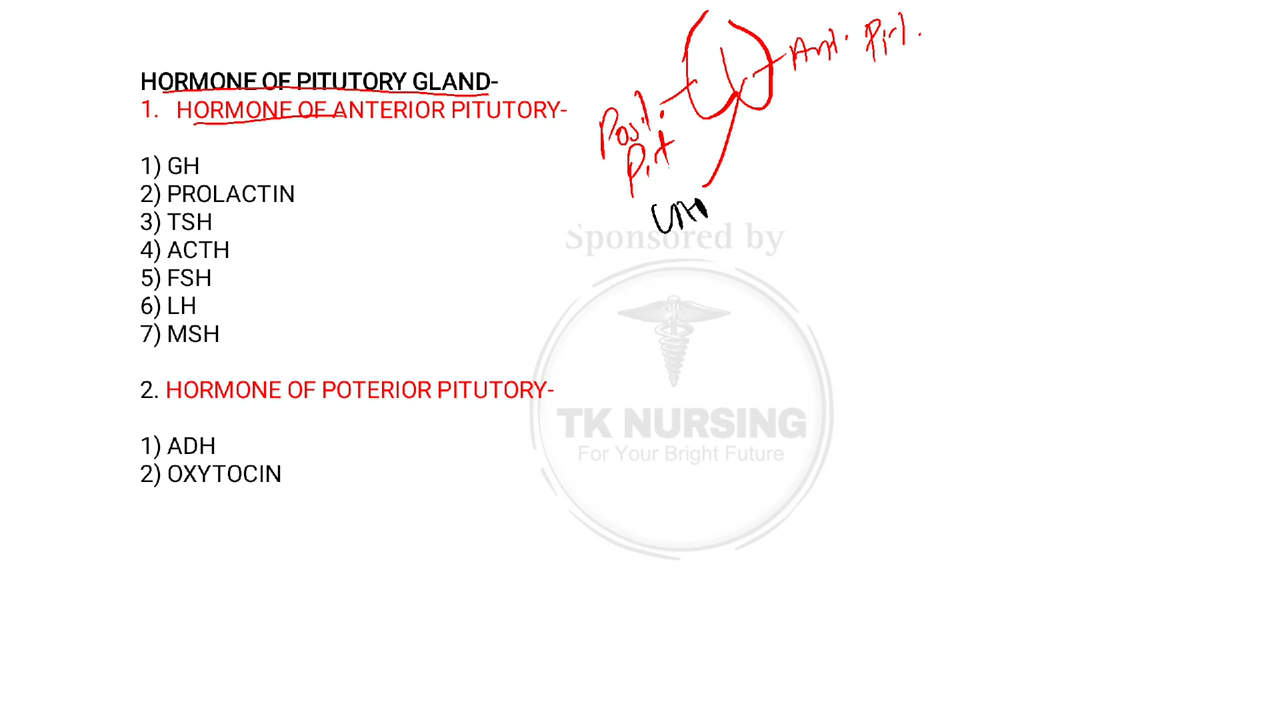 HORMONE OF PITUTORY GLAND-
1. HORMONE OF ANTERIOR PITUTORY-
1) GH
2) PROLACTIN
3) TSH
4) ACTH
5) FSH
6) LH
7) MSH
2. HORMONE OF POTERIOR PITUTORY-
1) ADH
2) OXYTOCIN
Ant. Pit.
Post.
Pit
Sponsored by
TK NURSING
For Your Bright Future